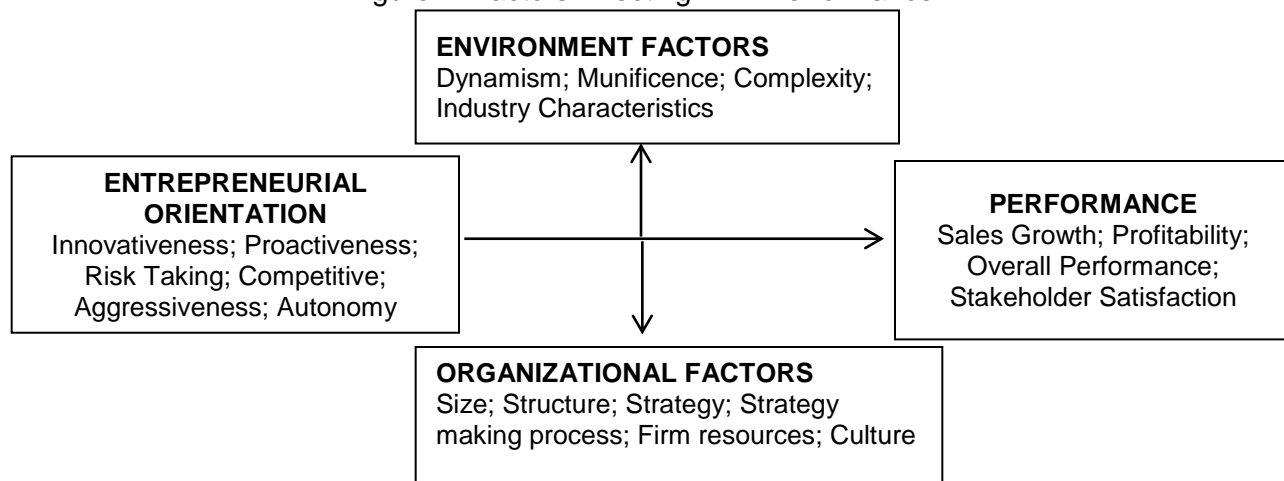 ENVIRONMENT FACTORS
Dynamism; Munificence; Complexity;
Industry Characteristics
ENTREPRENEURIAL
ORIENTATION
Innovativeness; Proactiveness;
Risk Taking; Competitive;
Aggressiveness; Autonomy
PERFORMANCE
Sales Growth; Profitability;
Overall Performance;
Stakeholder Satisfaction
ORGANIZATIONAL FACTORS
Size; Structure; Strategy; Strategy
making process; Firm resources; Culture